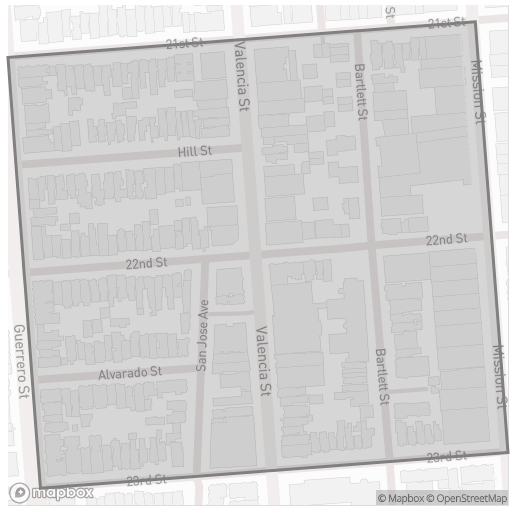 St
21st St
21st St
Valencia St
Bartlett St
Mission St
Hill St
22nd St
22nd St
San Jose Ave
Valencia St
Guerrero St
Alvarado St
Bartlett St
Mission St
23rd St
23rd St
mapbox
© Mapbox © OpenStreetMap